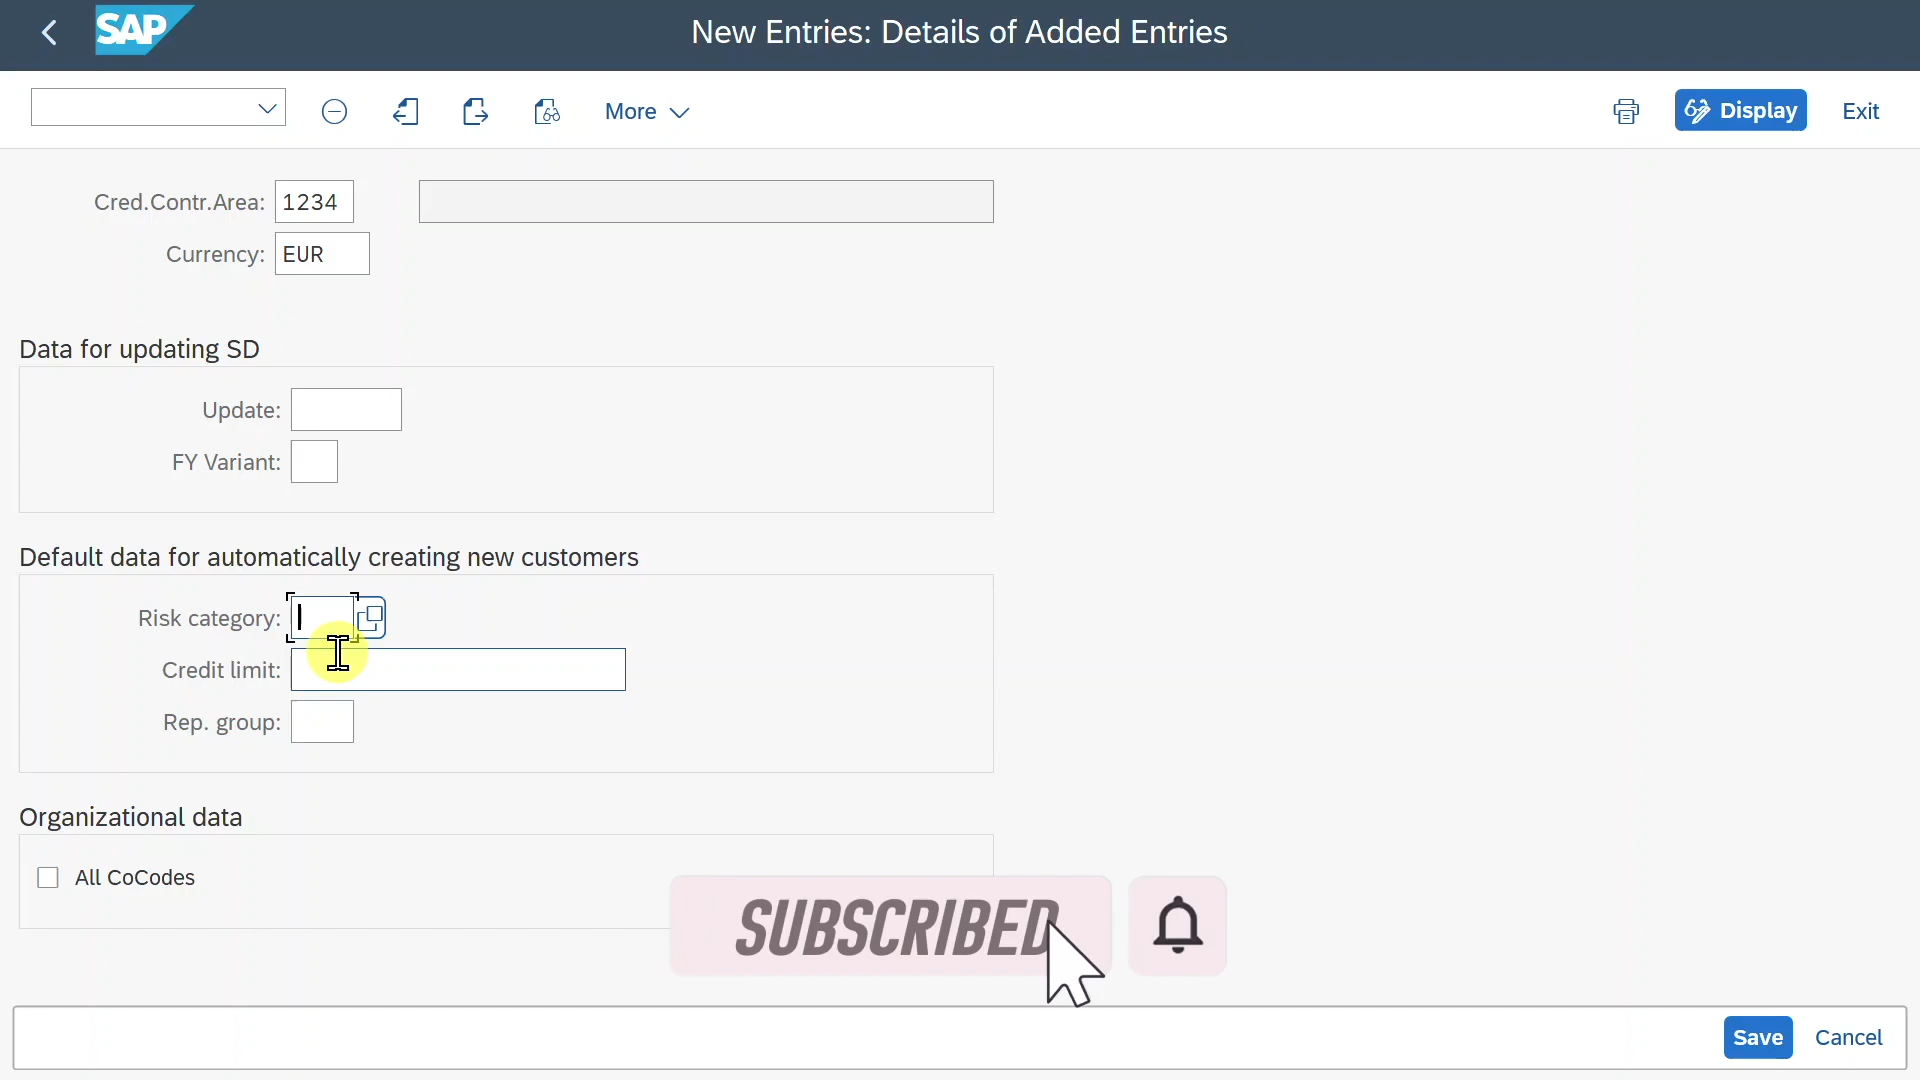 SAP
New Entries: Details of Added Entries
More
Display
Exit
Cred.Contr.Area: 1234
Currency: EUR
Data for updating SD
Update:
FY Variant:
Default data for automatically creating new customers
Risk category:
Credit limit:
Rep. group:
Organizational data
All CoCodes
SUBSCRIBED
Save
Cancel